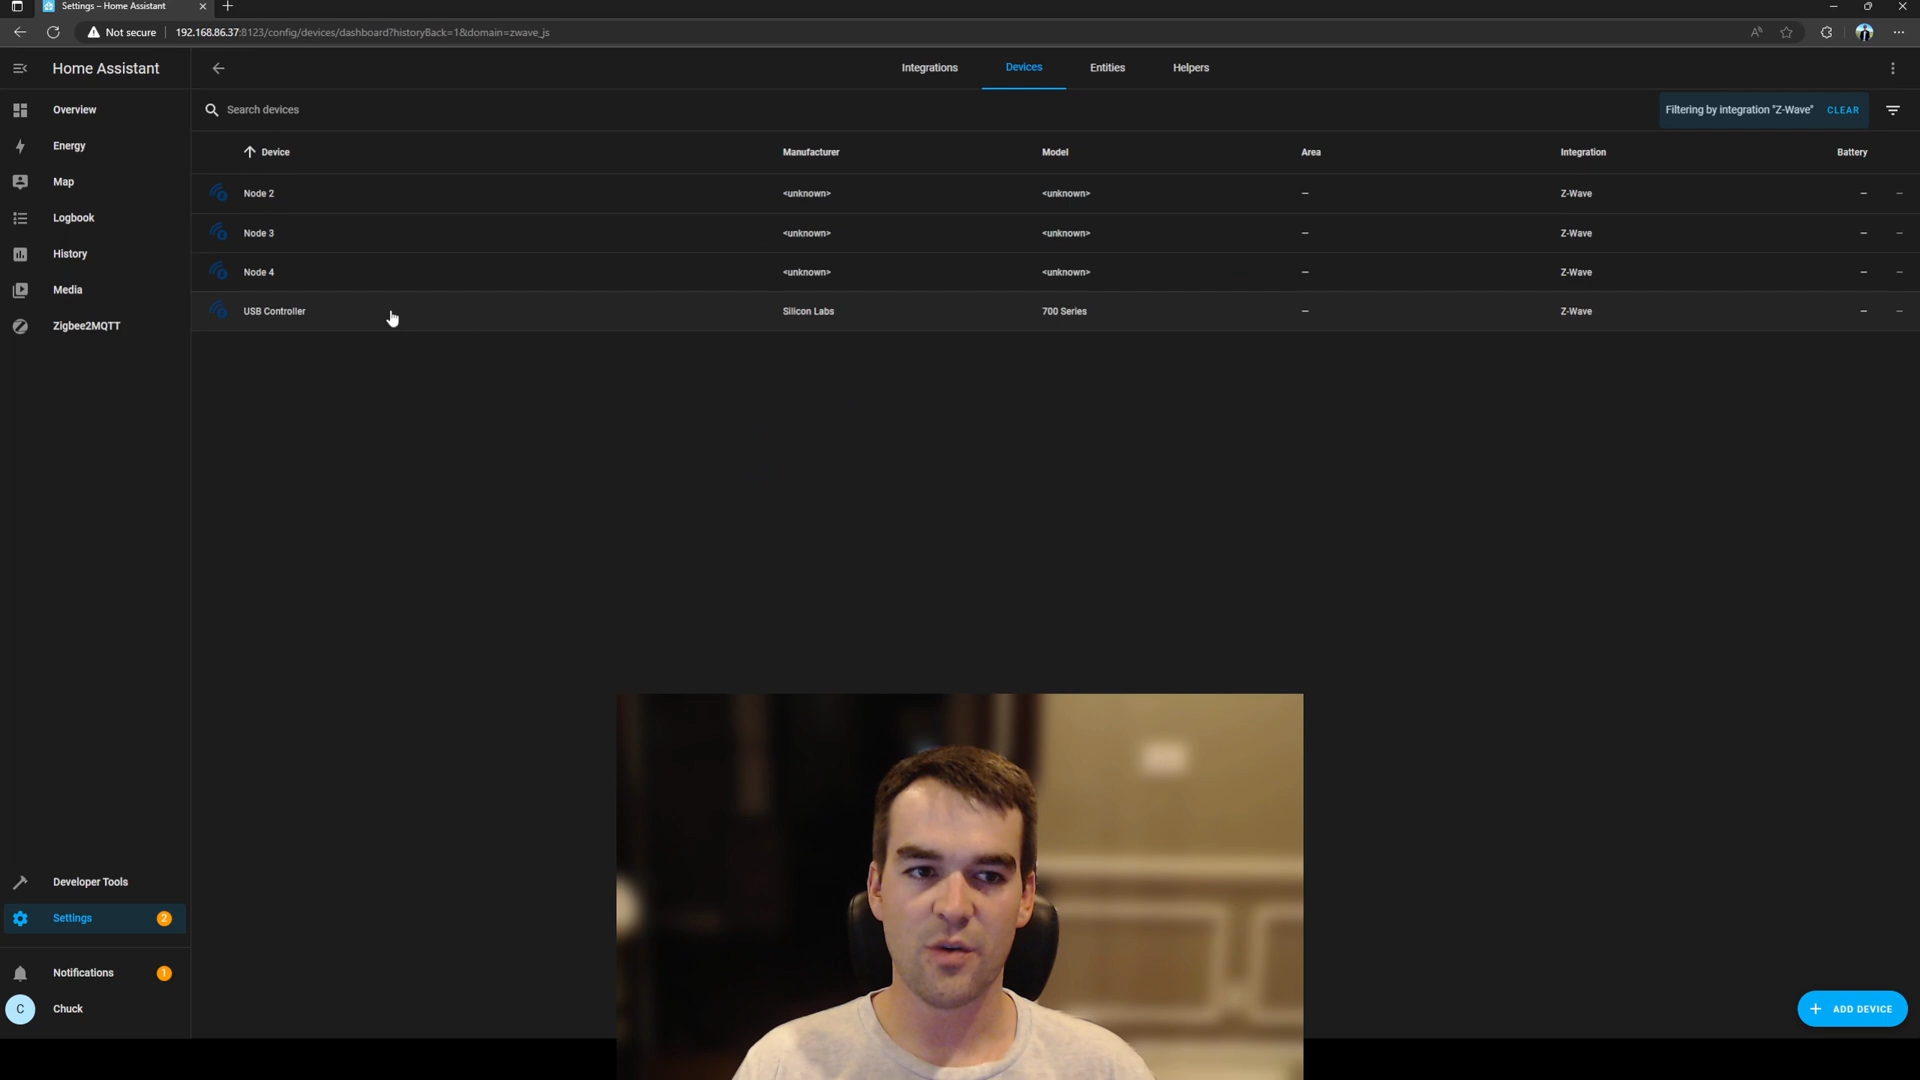 Settings – Home Assistant
Not secure 192.168.86.37:8123/config/devices/dashboard?historyBack=1&domain=zwave_js
Home Assistant
Integrations Devices Entities Helpers
Overview
Energy
Map
Logbook
History
Media
Zigbee2MQTT
Search devices
Filtering by integration "Z-Wave" CLEAR
Device Manufacturer Model Area Integration Battery
Node 2 <unknown> <unknown> – Z-Wave – –
Node 3 <unknown> <unknown> – Z-Wave – –
Node 4 <unknown> <unknown> – Z-Wave – –
USB Controller Silicon Labs 700 Series – Z-Wave – –
Developer Tools
Settings 2
Notifications 1
C Chuck
ADD DEVICE